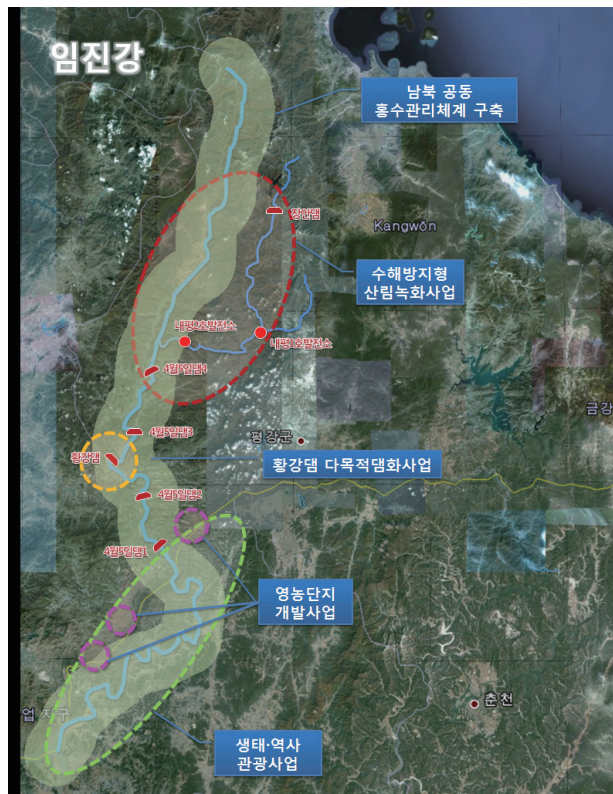 임진강
남북 공동
홍수관리체계 구축
장안댐
Kangwŏn
수해방지형
산림녹화사업
내평2호발전소
내평1호발전소
4월5일댐4
4월5일댐3
평강군
금강
황강댐
황강댐 다목적댐화사업
4월5일댐2
4월5일댐1
영농단지
개발사업
춘천
업지구
생태·역사
관광사업